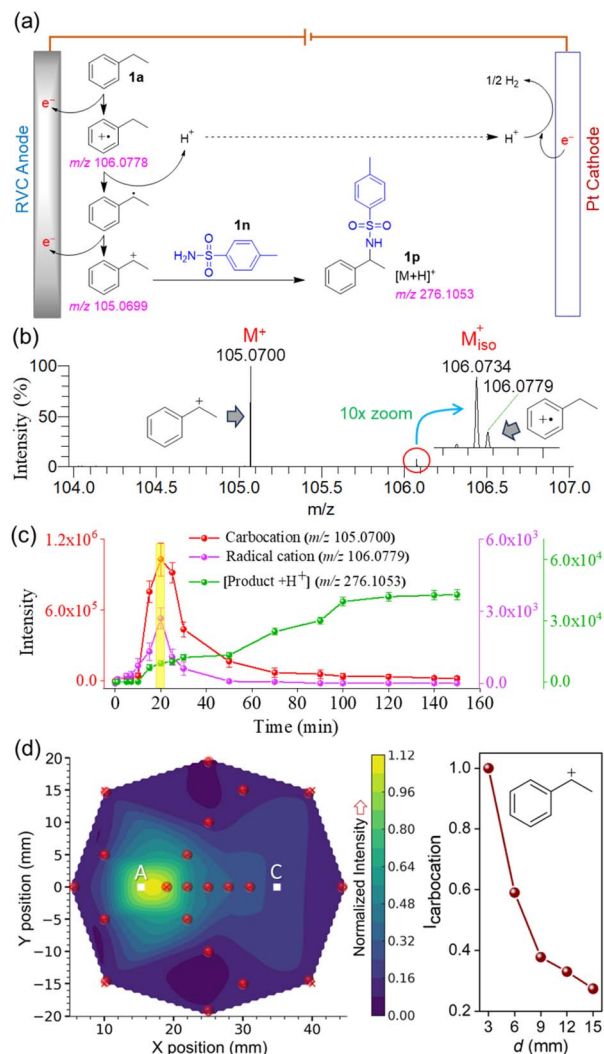 (a)
1a
e⁻
RVC Anode
m/z 106.0778
H⁺
H⁺
1/2 H₂
e⁻
Pt Cathode
e⁻
m/z 105.0699
1n
H₂N
S
O
O
O
S
O
NH
1p
[M+H]⁺
m/z 276.1053
(b)
M⁺
105.0700
M⁺iso
106.0734
106.0779
10x zoom
Intensity (%)
100
50
0
104.0 104.5 105.0 105.5 106.0 106.5 107.0
m/z
(c)
Carbocation (m/z 105.0700)
Radical cation (m/z 106.0779)
[Product +H⁺] (m/z 276.1053)
Intensity
1.2x10⁶
6.0x10⁵
0.0
6.0x10³
3.0x10³
0.0
6.0x10⁴
4x10⁴
0.0
0 20 40 60 80 100 120 140 160
Time (min)
(d)
Y position (mm)
20
15
10
5
0
−5
−10
−15
−20
10 20 30 40
X position (mm)
A
C
1.12
0.96
0.80
0.64
0.48
0.32
0.16
0.00
Normalized Intensity
Icarbocation
1.0
0.8
0.6
0.4
0.2
3 6 9 12 15
d (mm)